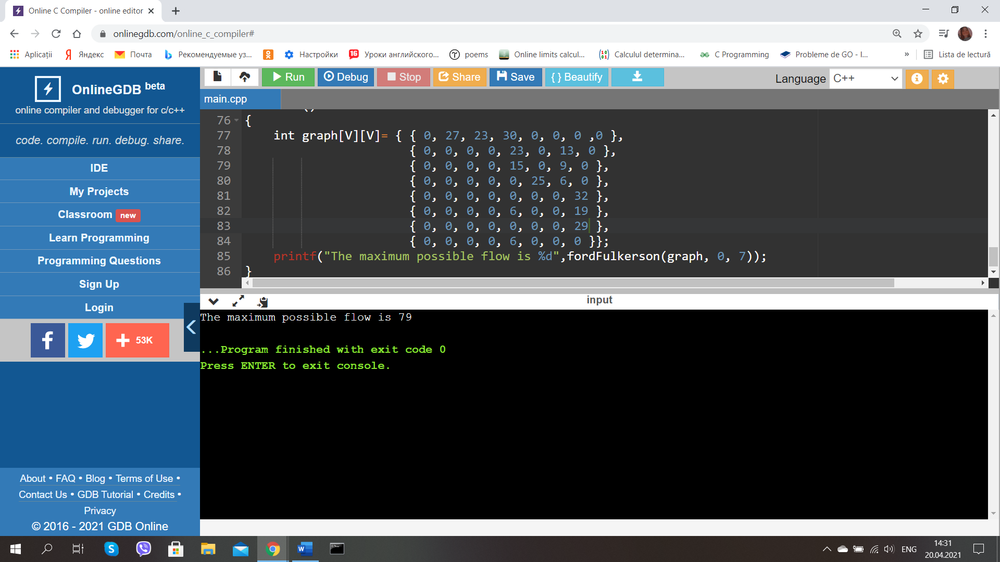 Online C Compiler - online editor
onlinegdb.com/online_c_compiler#
Aplicații Яндекс Почта Рекомендуемые уз... Настройки 16 Уроки английского... poems Online limits calcul... Calculul determina... C Programming Probleme de GO - I... » Lista de lectură
OnlineGDB beta
online compiler and debugger for c/c++
code. compile. run. debug. share.
IDE
My Projects
Classroom new
Learn Programming
Programming Questions
Sign Up
Login
53K
About • FAQ • Blog • Terms of Use •
Contact Us • GDB Tutorial • Credits •
Privacy
© 2016 - 2021 GDB Online
Run Debug Stop Share Save { } Beautify Language C++
main.cpp
76 {
77 int graph[V][V]= { { 0, 27, 23, 30, 0, 0, 0 ,0 },
78 { 0, 0, 0, 0, 23, 0, 13, 0 },
79 { 0, 0, 0, 0, 15, 0, 9, 0 },
80 { 0, 0, 0, 0, 0, 25, 6, 0 },
81 { 0, 0, 0, 0, 0, 0, 0, 32 },
82 { 0, 0, 0, 0, 6, 0, 0, 19 },
83 { 0, 0, 0, 0, 0, 0, 0, 29 },
84 { 0, 0, 0, 0, 6, 0, 0, 0 }};
85 printf("The maximum possible flow is %d",fordFulkerson(graph, 0, 7));
86 }
input
The maximum possible flow is 79
...Program finished with exit code 0
Press ENTER to exit console.
ENG
14:31
20.04.2021